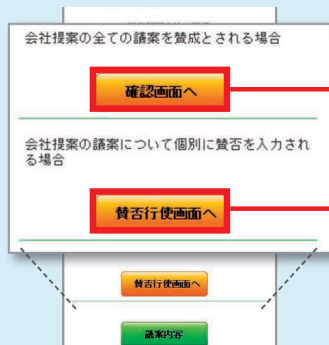 会社提案の全ての議案を賛成とされる場合
確認画面へ
会社提案の議案について個別に賛否を入力され
る場合
賛否行使画面へ
賛否行使画面へ
議案内容